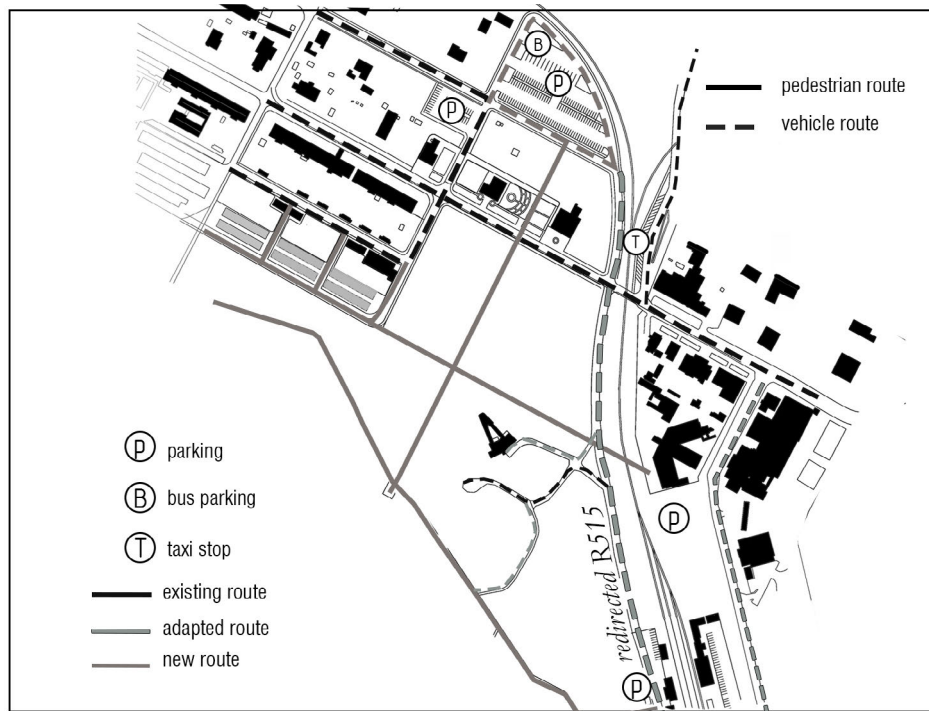 B
P
P
pedestrian route
vehicle route
T
P parking
B bus parking
T taxi stop
existing route
adapted route
new route
P
redirected R515
P